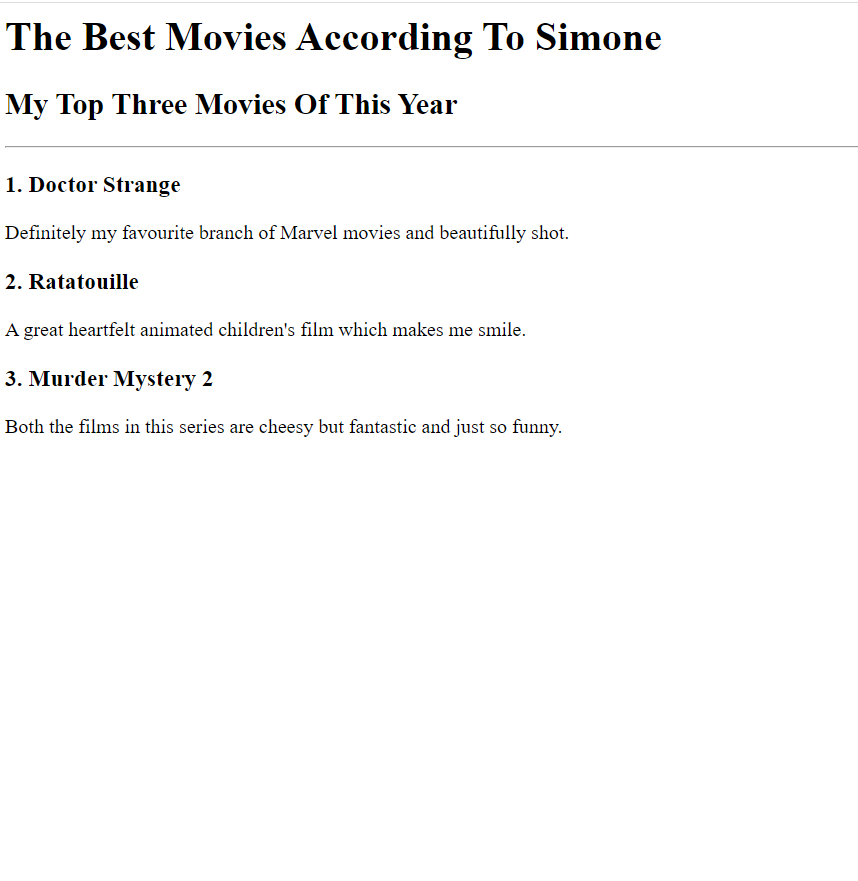 The Best Movies According To Simone
My Top Three Movies Of This Year
1. Doctor Strange
Definitely my favourite branch of Marvel movies and beautifully shot.
2. Ratatouille
A great heartfelt animated children's film which makes me smile.
3. Murder Mystery 2
Both the films in this series are cheesy but fantastic and just so funny.